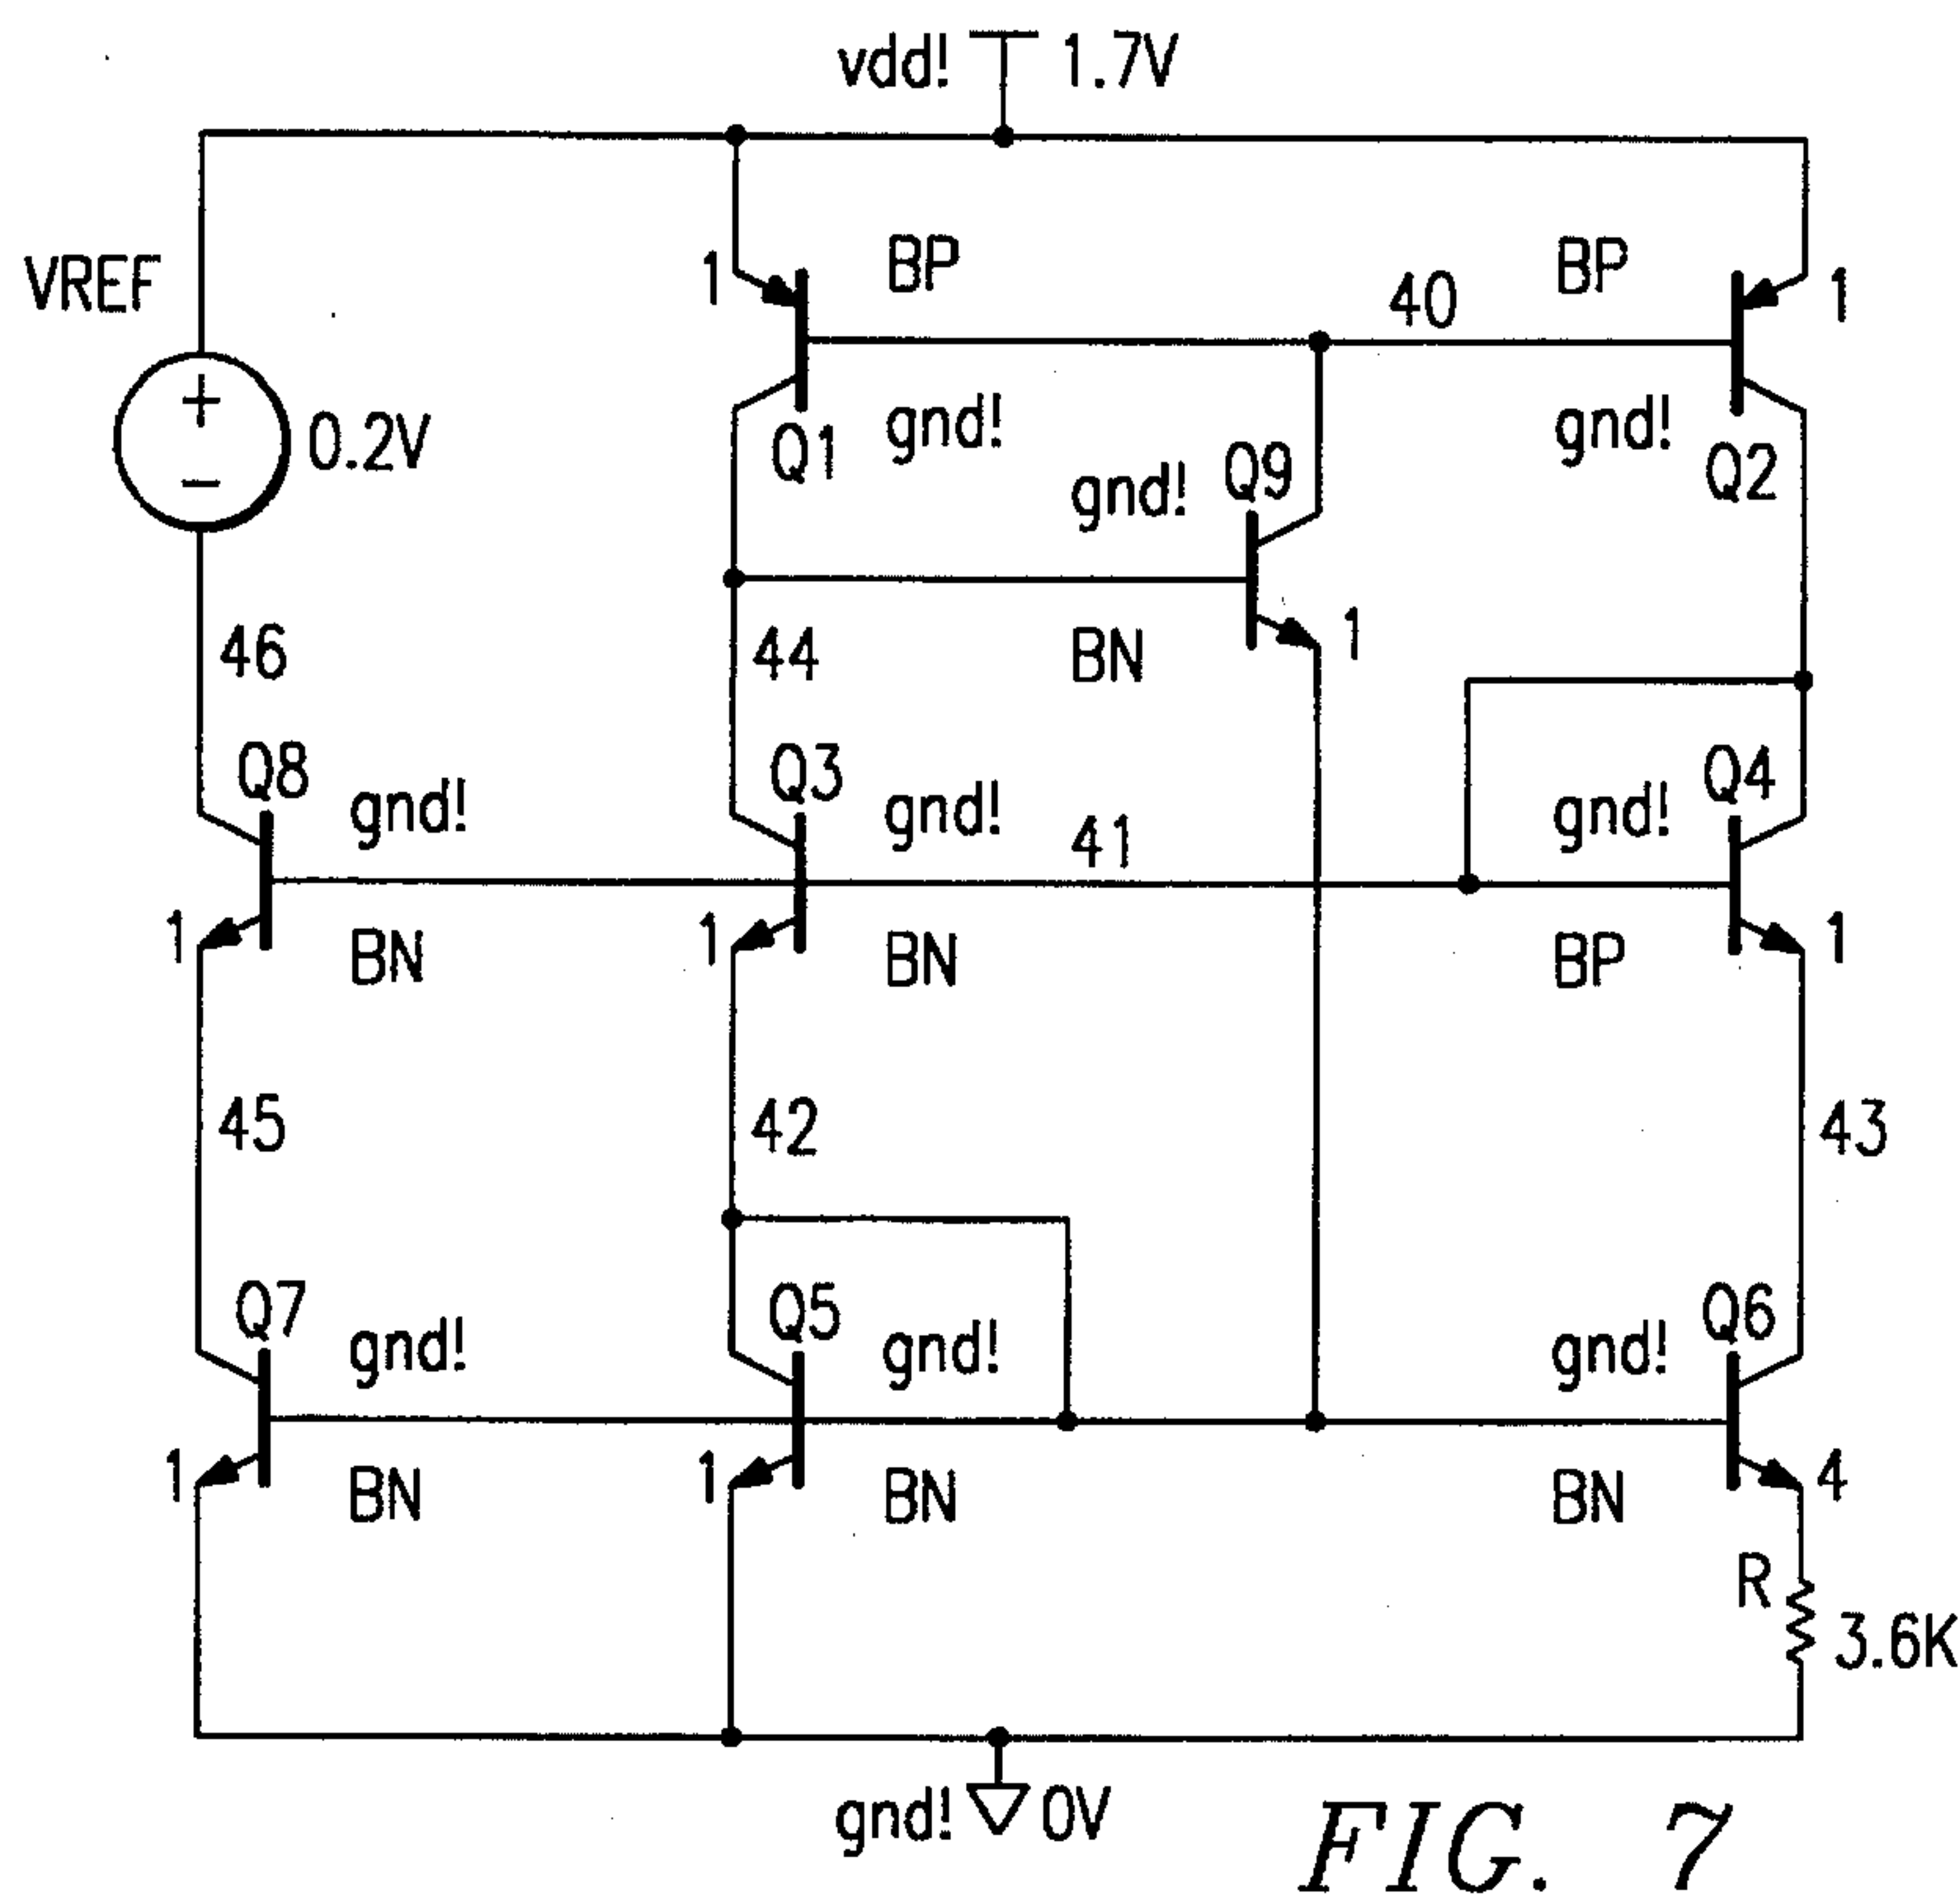 vdd! 1.7V
VREF
1 BP
40
BP 1
+
−
0.2V
Q1
gnd!
gnd!
Q9
gnd!
Q2
46
44
BN
1
Q8
gnd!
Q3
gnd!
41
gnd!
Q4
1
BN
1
BN
BP
1
45
42
43
Q7
gnd!
Q5
gnd!
gnd!
Q6
1
BN
1
BN
BN
4
R
3.6K
gnd! 0V
FIG. 7